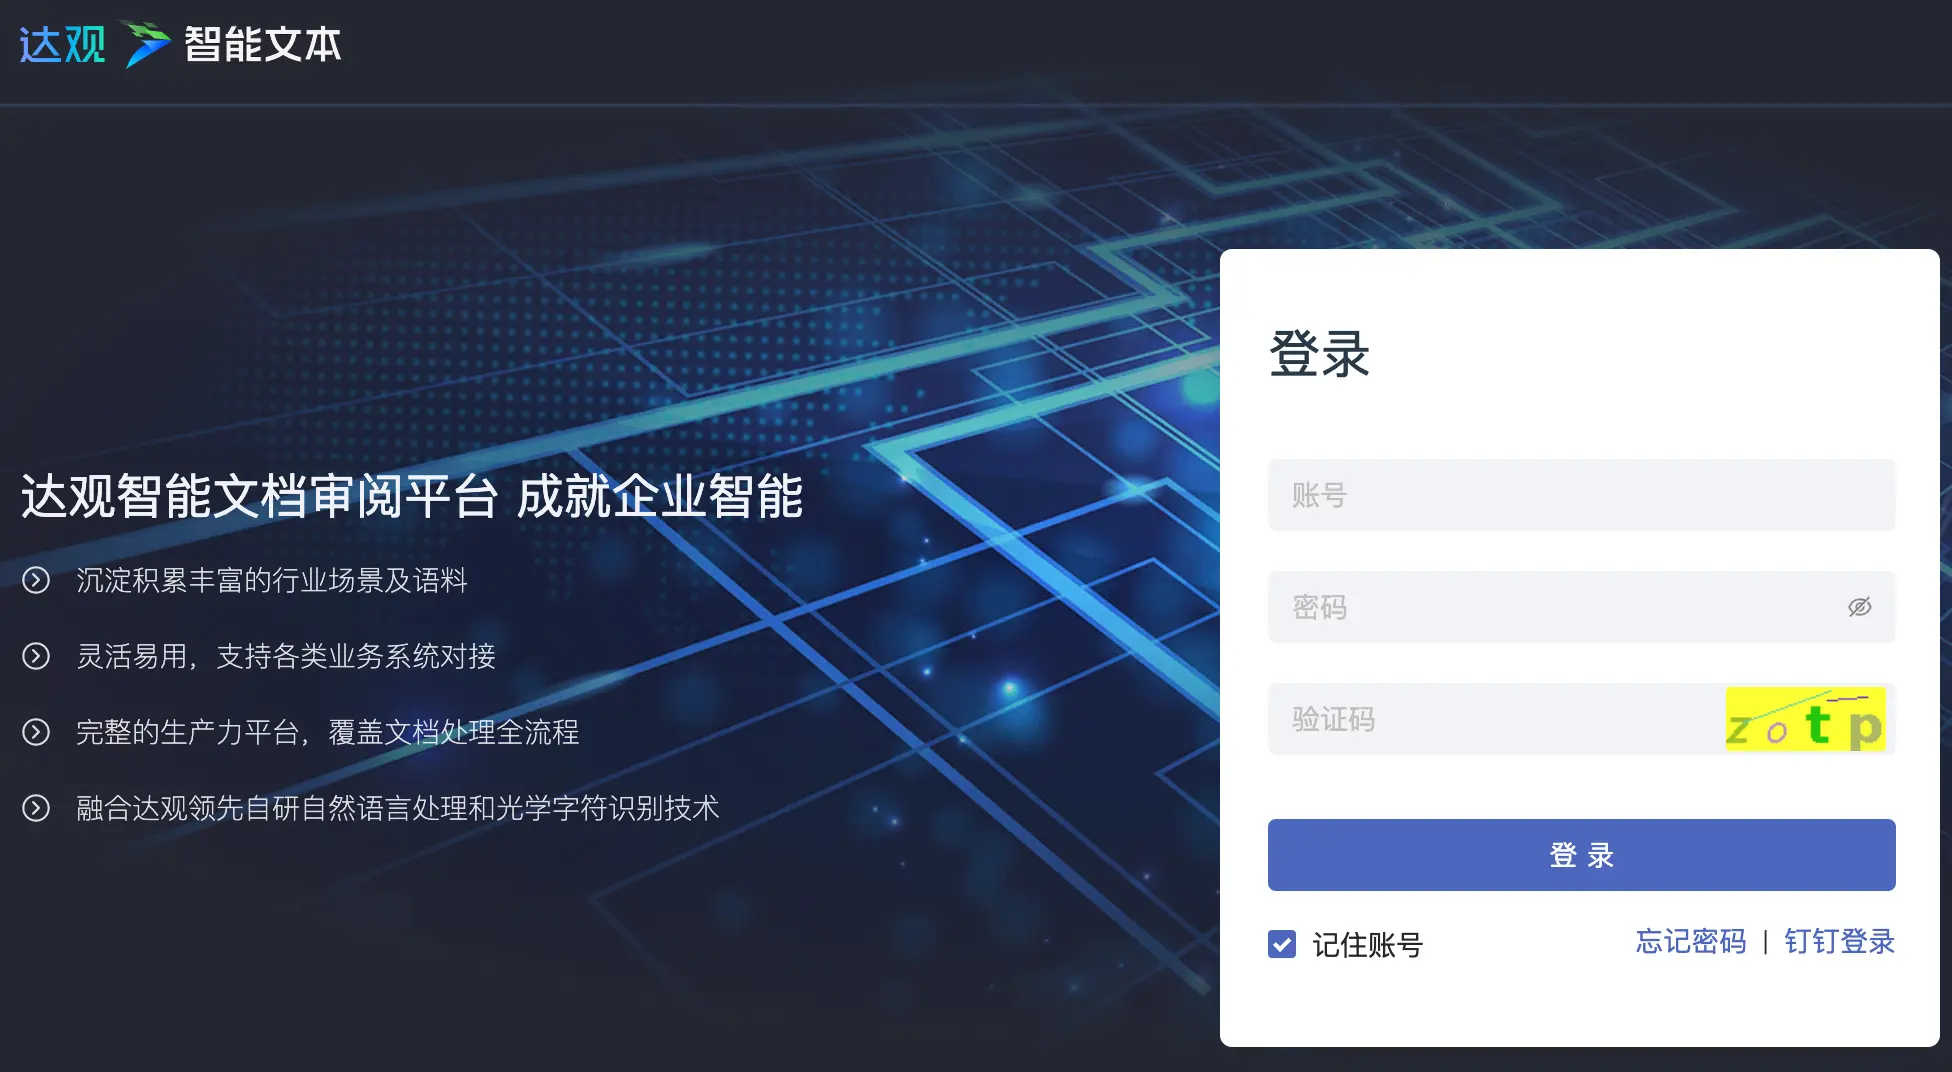 达观 智能文本
达观智能文档审阅平台 成就企业智能
沉淀积累丰富的行业场景及语料
灵活易用，支持各类业务系统对接
完整的生产力平台，覆盖文档处理全流程
融合达观领先自研自然语言处理和光学字符识别技术
登录
账号
密码
验证码
zotp
登 录
记住账号
忘记密码 | 钉钉登录